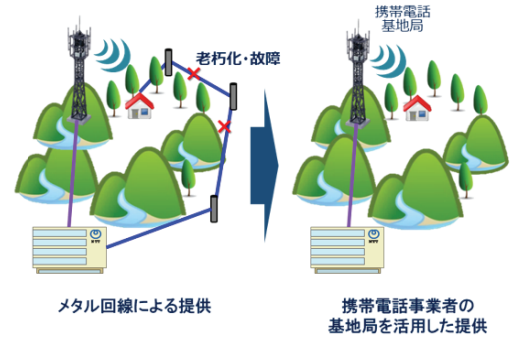 老朽化・故障
携帯電話
基地局
NTT
NTT
メタル回線による提供
携帯電話事業者の
基地局を活用した提供